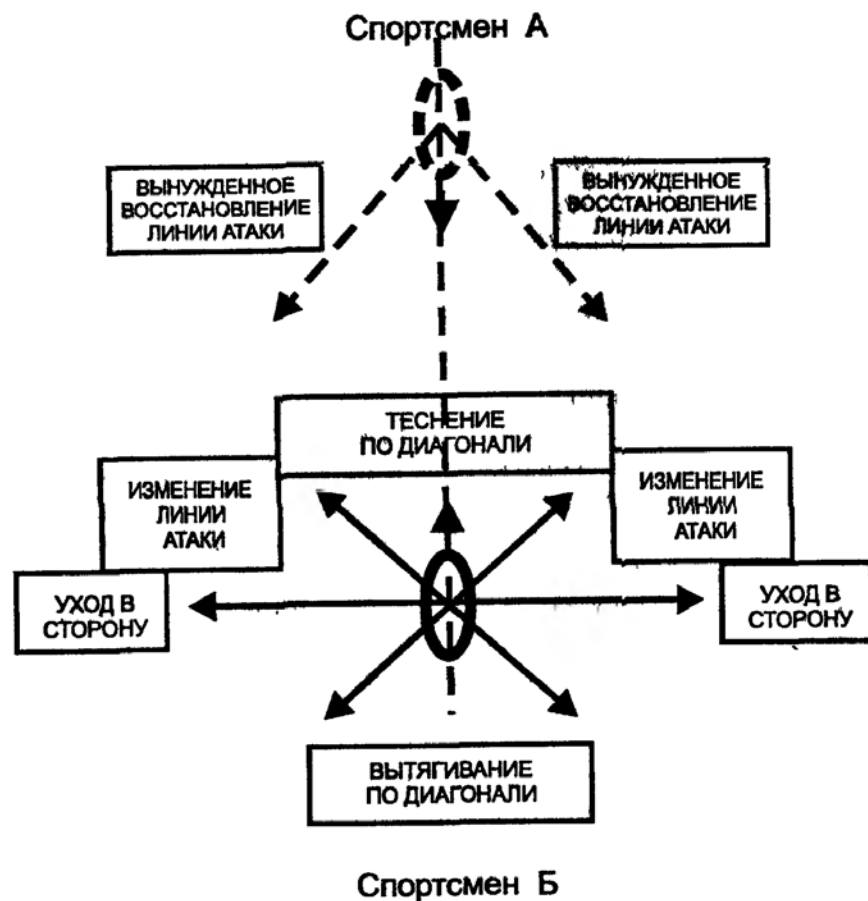 Спортсмен А
ВЫНУЖДЕННОЕ
ВОССТАНОВЛЕНИЕ
ЛИНИИ АТАКИ
ВЫНУЖДЕННОЕ
ВОССТАНОВЛЕНИЕ
ЛИНИИ АТАКИ
ТЕСНЕНИЕ
ПО ДИАГОНАЛИ
ИЗМЕНЕНИЕ
ЛИНИИ
АТАКИ
ИЗМЕНЕНИЕ
ЛИНИИ
АТАКИ
УХОД В
СТОРОНУ
УХОД В
СТОРОНУ
ВЫТЯГИВАНИЕ
ПО ДИАГОНАЛИ
Спортсмен Б